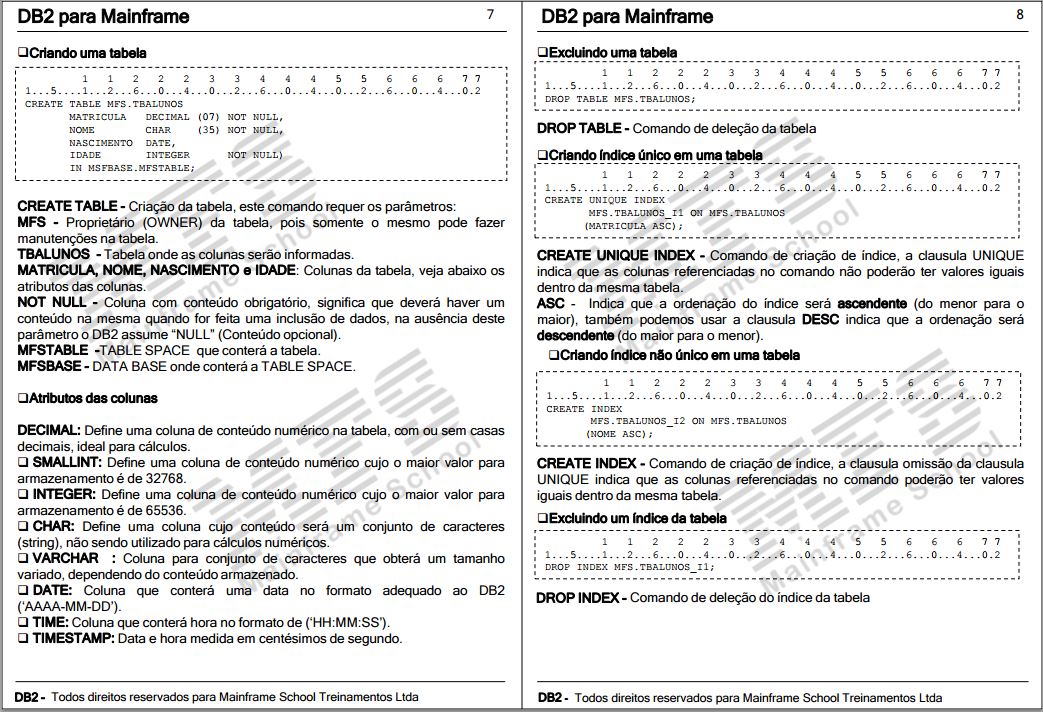 DB2 para Mainframe 7
❑Criando uma tabela
1 1 2 2 2 3 3 4 4 4 5 5 6 6 6 7 7
1...5....1...2...6...0...4...0...2...6...0...4...0...2...6...0...4...0.2
CREATE TABLE MFS.TBALUNOS
MATRICULA DECIMAL (07) NOT NULL,
NOME CHAR (35) NOT NULL,
NASCIMENTO DATE,
IDADE INTEGER NOT NULL)
IN MSFBASE.MFSTABLE;
CREATE TABLE - Criação da tabela, este comando requer os parâmetros:
MFS - Proprietário (OWNER) da tabela, pois somente o mesmo pode fazer
manutenções na tabela.
TBALUNOS - Tabela onde as colunas serão informadas.
MATRICULA, NOME, NASCIMENTO e IDADE: Colunas da tabela, veja abaixo os
atributos das colunas.
NOT NULL - Coluna com conteúdo obrigatório, significa que deverá haver um
conteúdo na mesma quando for feita uma inclusão de dados, na ausência deste
parâmetro o DB2 assume “NULL” (Conteúdo opcional).
MFSTABLE -TABLE SPACE que conterá a tabela.
MFSBASE - DATA BASE onde conterá a TABLE SPACE.
❑Atributos das colunas
DECIMAL: Define uma coluna de conteúdo numérico na tabela, com ou sem casas
decimais, ideal para cálculos.
❑ SMALLINT: Define uma coluna de conteúdo numérico cujo o maior valor para
armazenamento é de 32768.
❑ INTEGER: Define uma coluna de conteúdo numérico cujo o maior valor para
armazenamento é de 65536.
❑ CHAR: Define uma coluna cujo conteúdo será um conjunto de caracteres
(string), não sendo utilizado para cálculos numéricos.
❑ VARCHAR : Coluna para conjunto de caracteres que obterá um tamanho
variado, dependendo do conteúdo armazenado.
❑ DATE: Coluna que conterá uma data no formato adequado ao DB2
(‘AAAA-MM-DD’).
❑ TIME: Coluna que conterá hora no formato de (‘HH:MM:SS’).
❑ TIMESTAMP: Data e hora medida em centésimos de segundo.
MFS
Mainframe School
MFS
Mainframe School
DB2 - Todos direitos reservados para Mainframe School Treinamentos Ltda
DB2 para Mainframe 8
❑Excluindo uma tabela
1 1 2 2 2 3 3 4 4 4 5 5 6 6 6 7 7
1...5....1...2...6...0...4...0...2...6...0...4...0...2...6...0...4...0.2
DROP TABLE MFS.TBALUNOS;
DROP TABLE - Comando de deleção da tabela
❑Criando índice único em uma tabela
1 1 2 2 2 3 3 4 4 4 5 5 6 6 6 7 7
1...5....1...2...6...0...4...0...2...6...0...4...0...2...6...0...4...0.2
CREATE UNIQUE INDEX
MFS.TBALUNOS_I1 ON MFS.TBALUNOS
(MATRICULA ASC);
CREATE UNIQUE INDEX - Comando de criação de índice, a clausula UNIQUE
indica que as colunas referenciadas no comando não poderão ter valores iguais
dentro da mesma tabela.
ASC - Indica que a ordenação do índice será ascendente (do menor para o
maior), também podemos usar a clausula DESC indica que a ordenação será
descendente (do maior para o menor).
❑Criando índice não único em uma tabela
1 1 2 2 2 3 3 4 4 4 5 5 6 6 6 7 7
1...5....1...2...6...0...4...0...2...6...0...4...0...2...6...0...4...0.2
CREATE INDEX
MFS.TBALUNOS_I2 ON MFS.TBALUNOS
(NOME ASC);
CREATE INDEX - Comando de criação de índice, a clausula omissão da clausula
UNIQUE indica que as colunas referenciadas no comando poderão ter valores
iguais dentro da mesma tabela.
❑Excluindo um índice da tabela
1 1 2 2 2 3 3 4 4 4 5 5 6 6 6 7 7
1...5....1...2...6...0...4...0...2...6...0...4...0...2...6...0...4...0.2
DROP INDEX MFS.TBALUNOS_I1;
DROP INDEX - Comando de deleção do índice da tabela
MFS
Mainframe School
MFS
Mainframe School
DB2 - Todos direitos reservados para Mainframe School Treinamentos Ltda